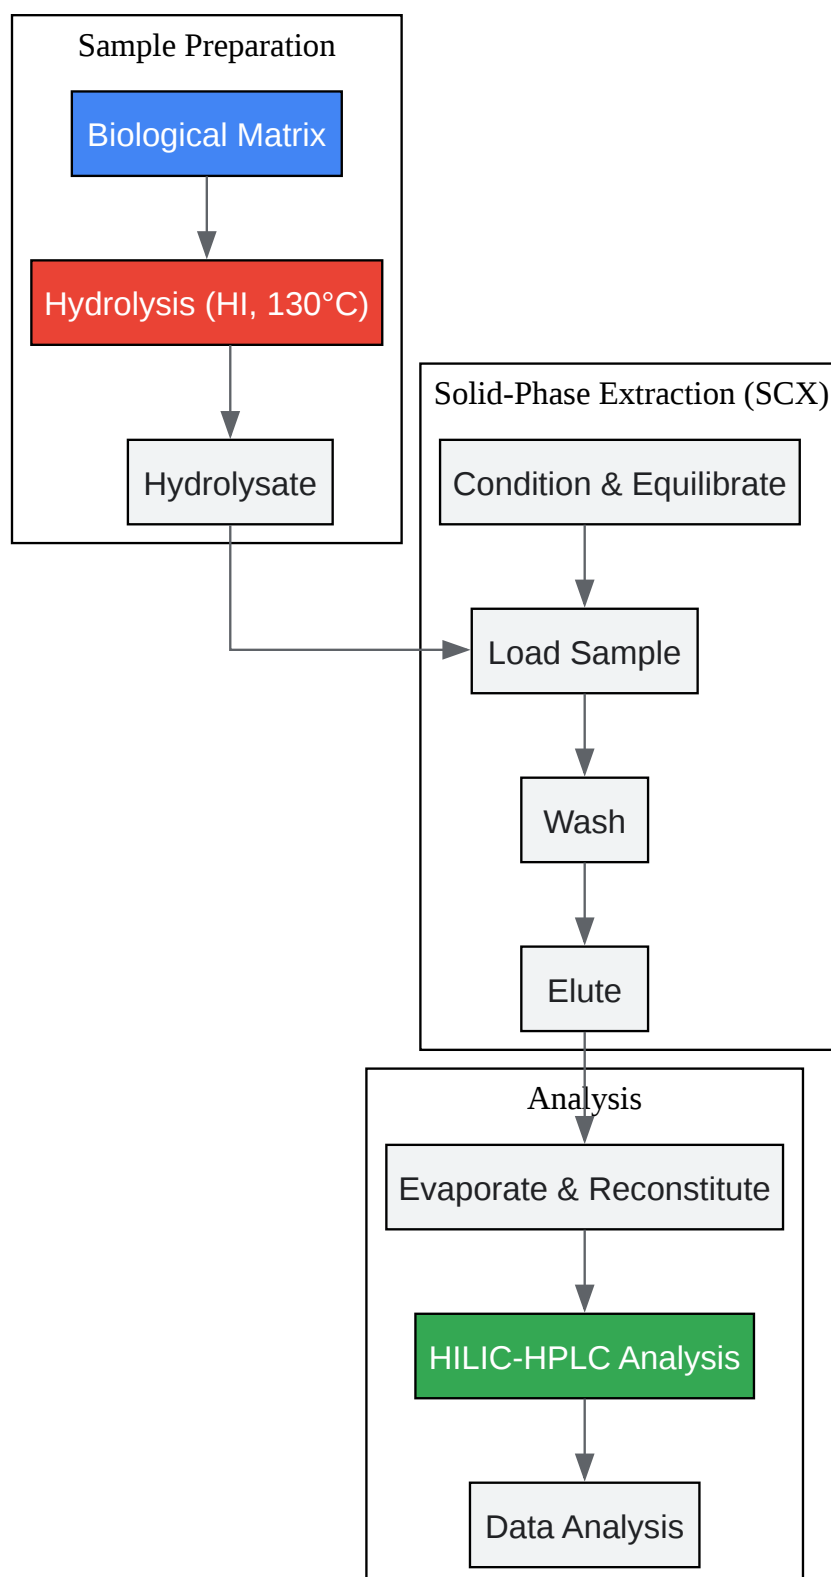 Sample Preparation
Biological Matrix
Hydrolysis (HI, 130°C)
Hydrolysate
Solid-Phase Extraction (SCX)
Condition & Equilibrate
Load Sample
Wash
Elute
Analysis
Evaporate & Reconstitute
HILIC-HPLC Analysis
Data Analysis